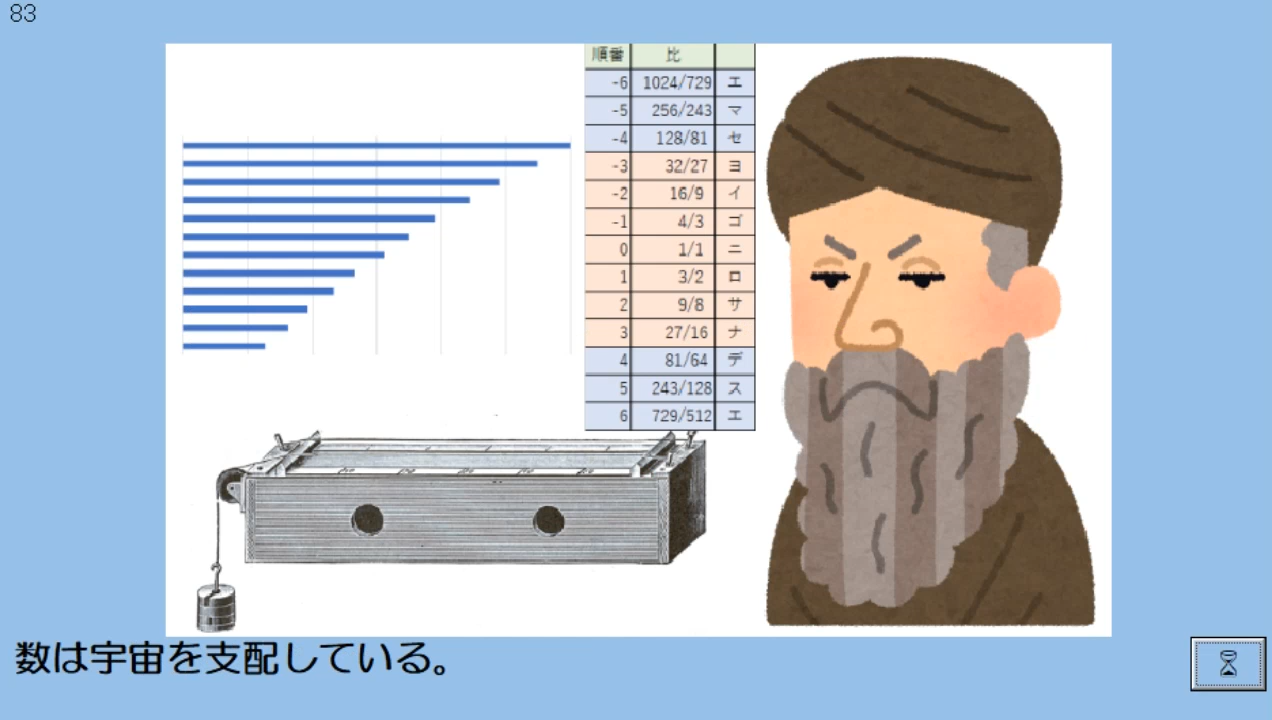 83
順番 比
-6 1024/729 エ
-5 256/243 マ
-4 128/81 セ
-3 32/27 ヨ
-2 16/9 イ
-1 4/3 ゴ
0 1/1 ニ
1 3/2 ロ
2 9/8 サ
3 27/16 ナ
4 81/64 デ
5 243/128 ス
6 729/512 エ
数は宇宙を支配している。